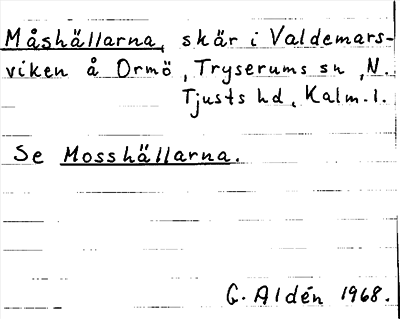 Måshällarna, skär i Valdemars-
viken å Ormö, Tryserums sn, N.
Tjusts hd, Kalm. l.
Se Mosshällarna.
G. Aldén 1968.